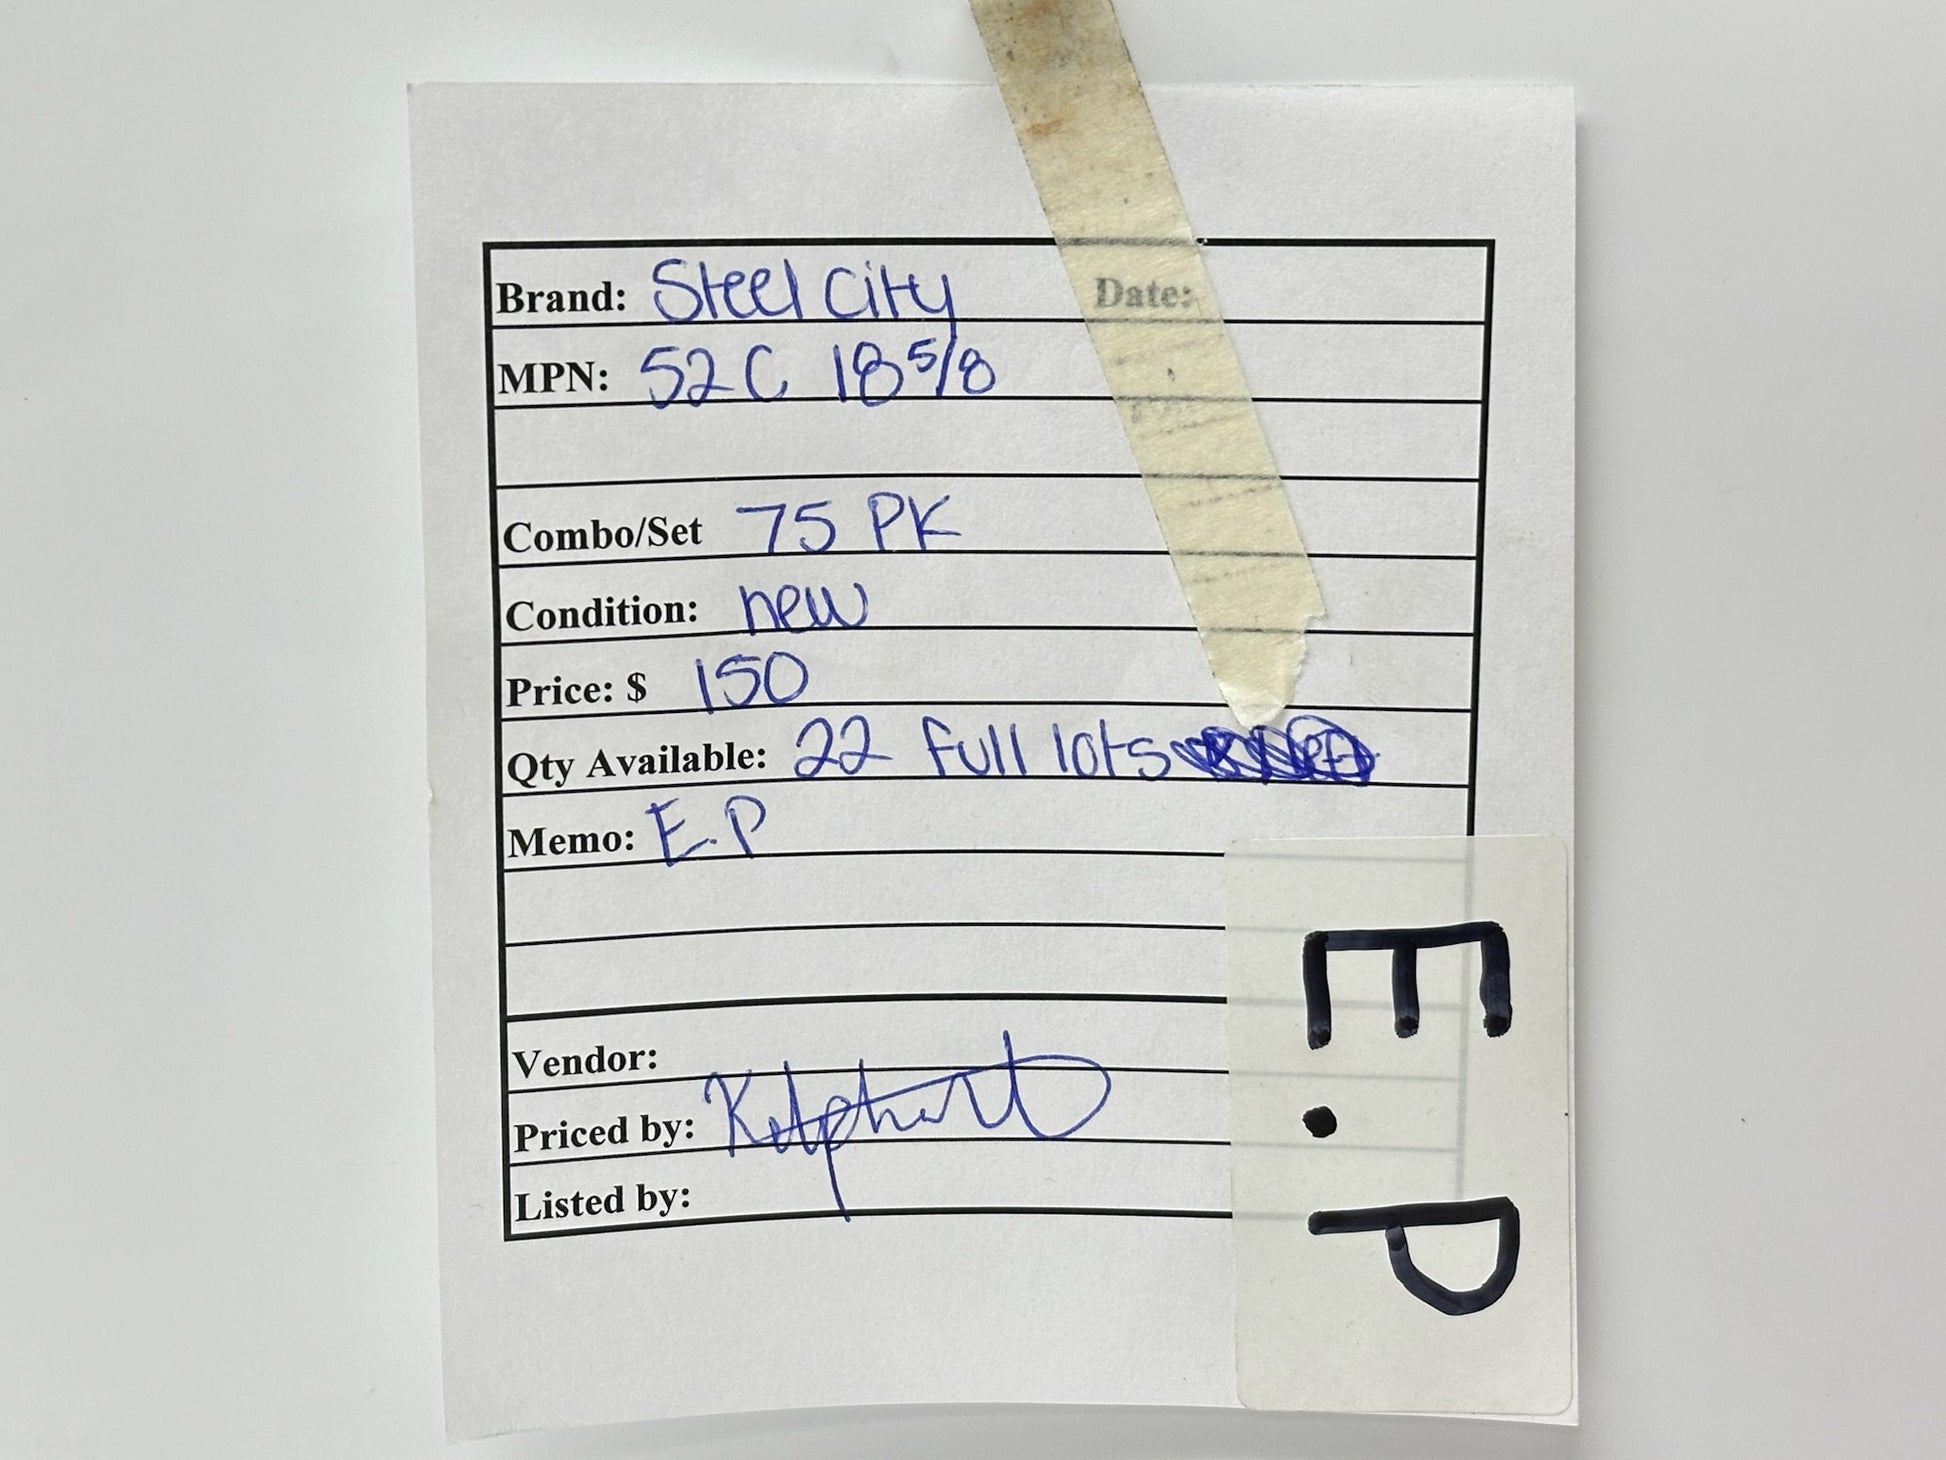 Brand: Steel City Date:
MPN: 52 C 18 5/8
Combo/Set 75 PK
Condition: new
Price: $ 150
Qty Available: 22 full lots
Memo: E.P
Vendor:
Priced by:
Listed by:
E.P